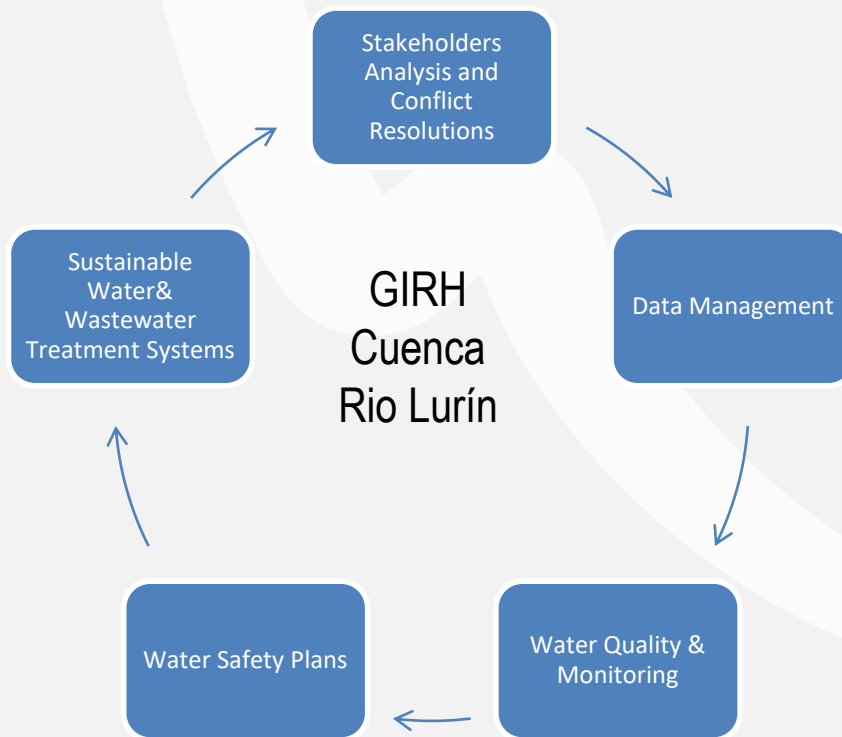 Stakeholders
Analysis and
Conflict
Resolutions
Data Management
Water Quality &
Monitoring
Water Safety Plans
Sustainable
Water&
Wastewater
Treatment Systems
GIRH
Cuenca
Rio Lurín